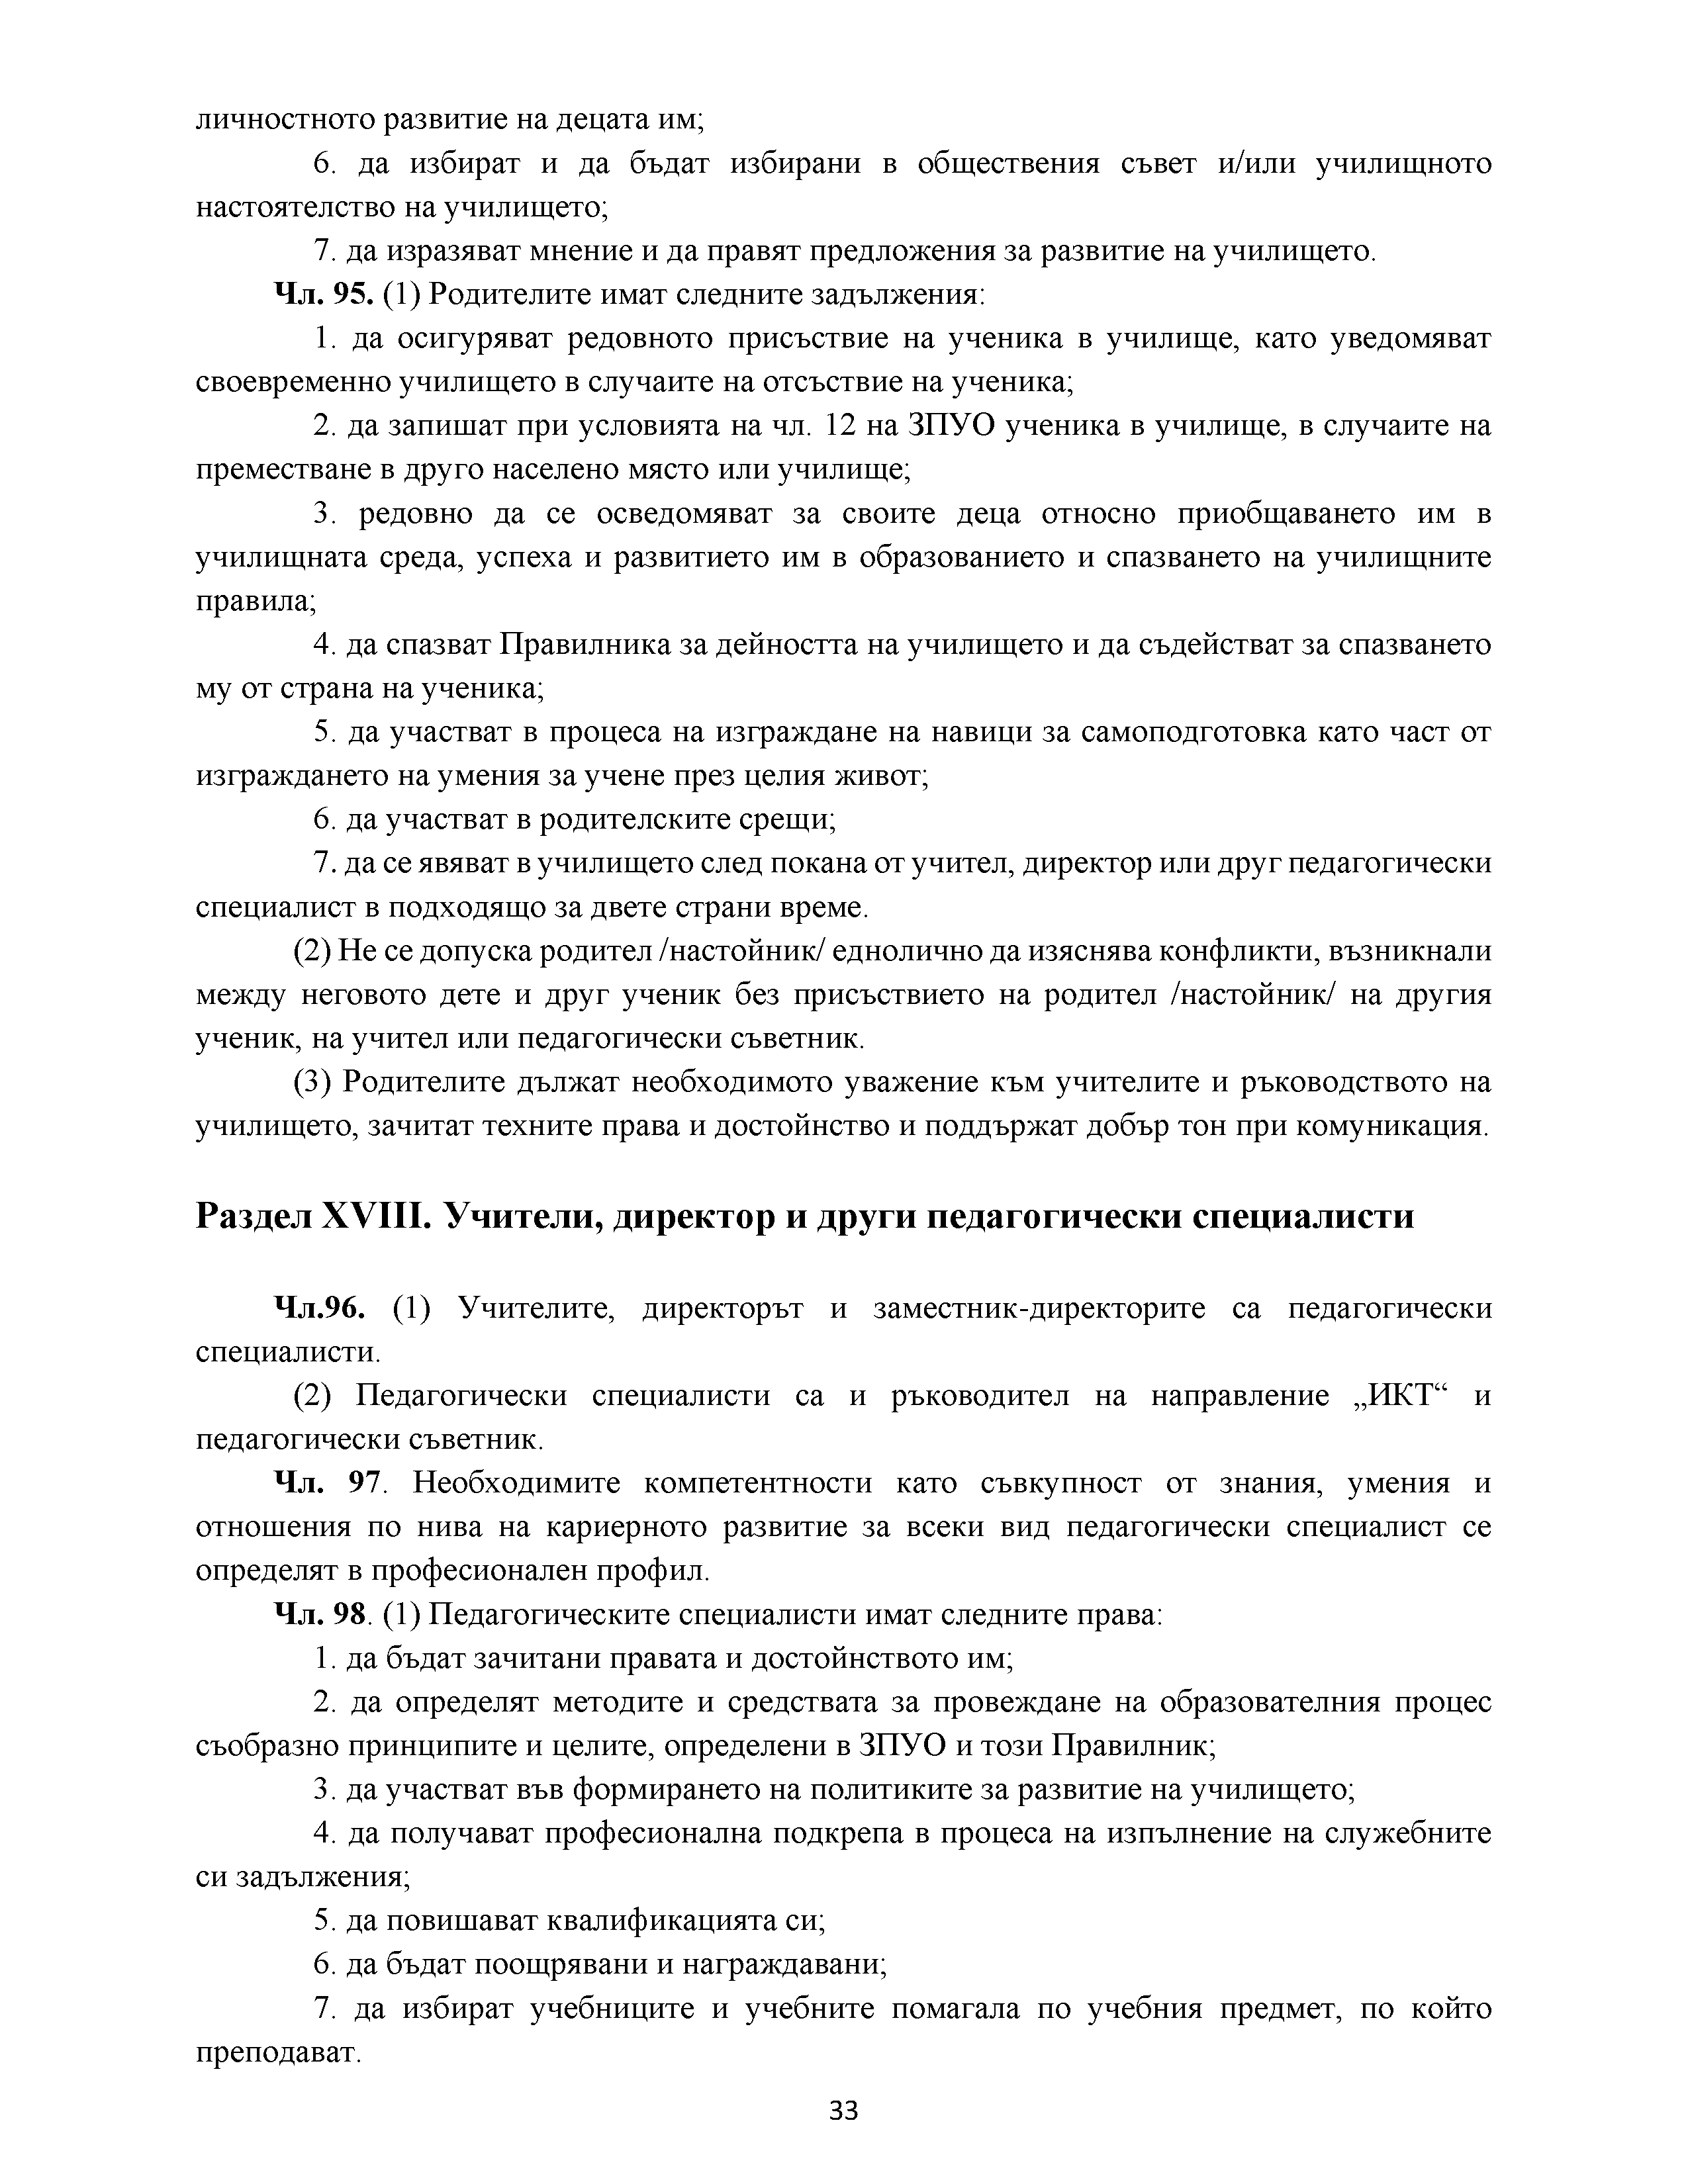 личностното развитие на децата им;
6. да избират и да бъдат избирани в обществения съвет и/или училищното
настоятелство на училището;
7. да изразяват мнение и да правят предложения за развитие на училището.
Чл. 95. (1) Родителите имат следните задължения:
1. да осигуряват редовното присъствие на ученика в училище, като уведомяват
своевременно училището в случаите на отсъствие на ученика;
2. да запишат при условията на чл. 12 на ЗПУО ученика в училище, в случаите на
преместване в друго населено място или училище;
3. редовно да се осведомяват за своите деца относно приобщаването им в
училищната среда, успеха и развитието им в образованието и спазването на училищните
правила;
4. да спазват Правилника за дейността на училището и да съдействат за спазването
му от страна на ученика;
5. да участват в процеса на изграждане на навици за самоподготовка като част от
изграждането на умения за учене през целия живот;
6. да участват в родителските срещи;
7. да се явяват в училището след покана от учител, директор или друг педагогически
специалист в подходящо за двете страни време.
(2) Не се допуска родител /настойник/ еднолично да изяснява конфликти, възникнали
между неговото дете и друг ученик без присъствието на родител /настойник/ на другия
ученик, на учител или педагогически съветник.
(3) Родителите дължат необходимото уважение към учителите и ръководството на
училището, зачитат техните права и достойнство и поддържат добър тон при комуникация.
Раздел XVIII. Учители, директор и други педагогически специалисти
Чл.96. (1) Учителите, директорът и заместник-директорите са педагогически
специалисти.
(2) Педагогически специалисти са и ръководител на направление „ИКТ“ и
педагогически съветник.
Чл. 97. Необходимите компетентности като съвкупност от знания, умения и
отношения по нива на кариерното развитие за всеки вид педагогически специалист се
определят в професионален профил.
Чл. 98. (1) Педагогическите специалисти имат следните права:
1. да бъдат зачитани правата и достойнството им;
2. да определят методите и средствата за провеждане на образователния процес
съобразно принципите и целите, определени в ЗПУО и този Правилник;
3. да участват във формирането на политиките за развитие на училището;
4. да получават професионална подкрепа в процеса на изпълнение на служебните
си задължения;
5. да повишават квалификацията си;
6. да бъдат поощрявани и награждавани;
7. да избират учебниците и учебните помагала по учебния предмет, по който
преподават.
33